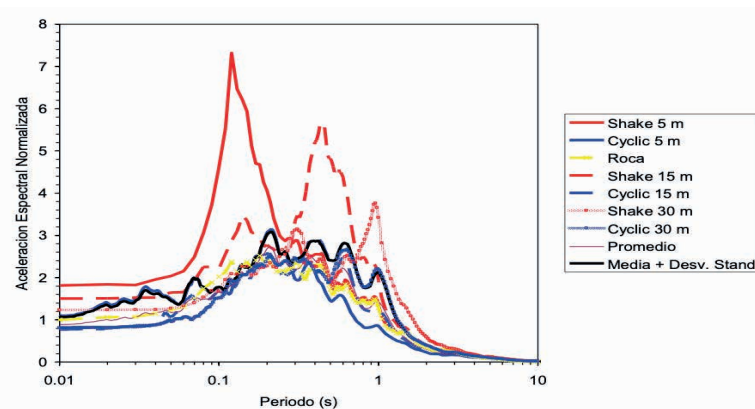 8
7
6
5
4
3
2
1
0
Aceleracion Espectral Normalizada
0.01 0.1 1 10
Periodo (s)
Shake 5 m
Cyclic 5 m
Roca
Shake 15 m
Cyclic 15 m
Shake 30 m
Cyclic 30 m
Promedio
Media + Desv. Stand